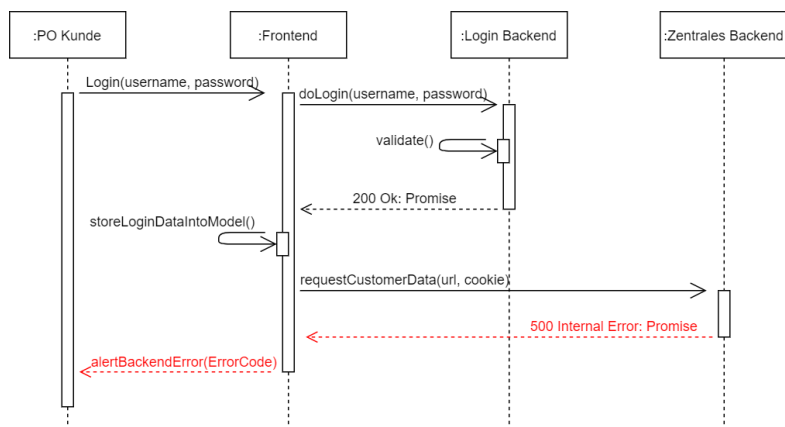 :PO Kunde
:Frontend
:Login Backend
:Zentrales Backend
Login(username, password)
doLogin(username, password)
validate()
200 Ok: Promise
storeLoginDataIntoModel()
requestCustomerData(url, cookie)
500 Internal Error: Promise
alertBackendError(ErrorCode)